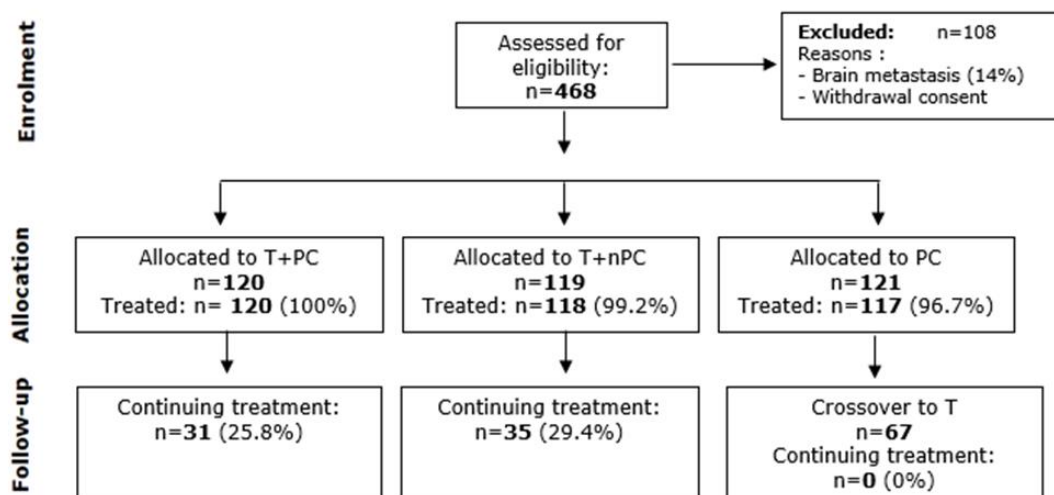 Enrolment
Assessed for
eligibility:
n=468
Excluded: n=108
Reasons :
- Brain metastasis (14%)
- Withdrawal consent
Allocation
Allocated to T+PC
n=120
Treated: n= 120 (100%)
Allocated to T+nPC
n=119
Treated: n=118 (99.2%)
Allocated to PC
n=121
Treated: n=117 (96.7%)
Follow-up
Continuing treatment:
n=31 (25.8%)
Continuing treatment:
n=35 (29.4%)
Crossover to T
n=67
Continuing treatment:
n=0 (0%)